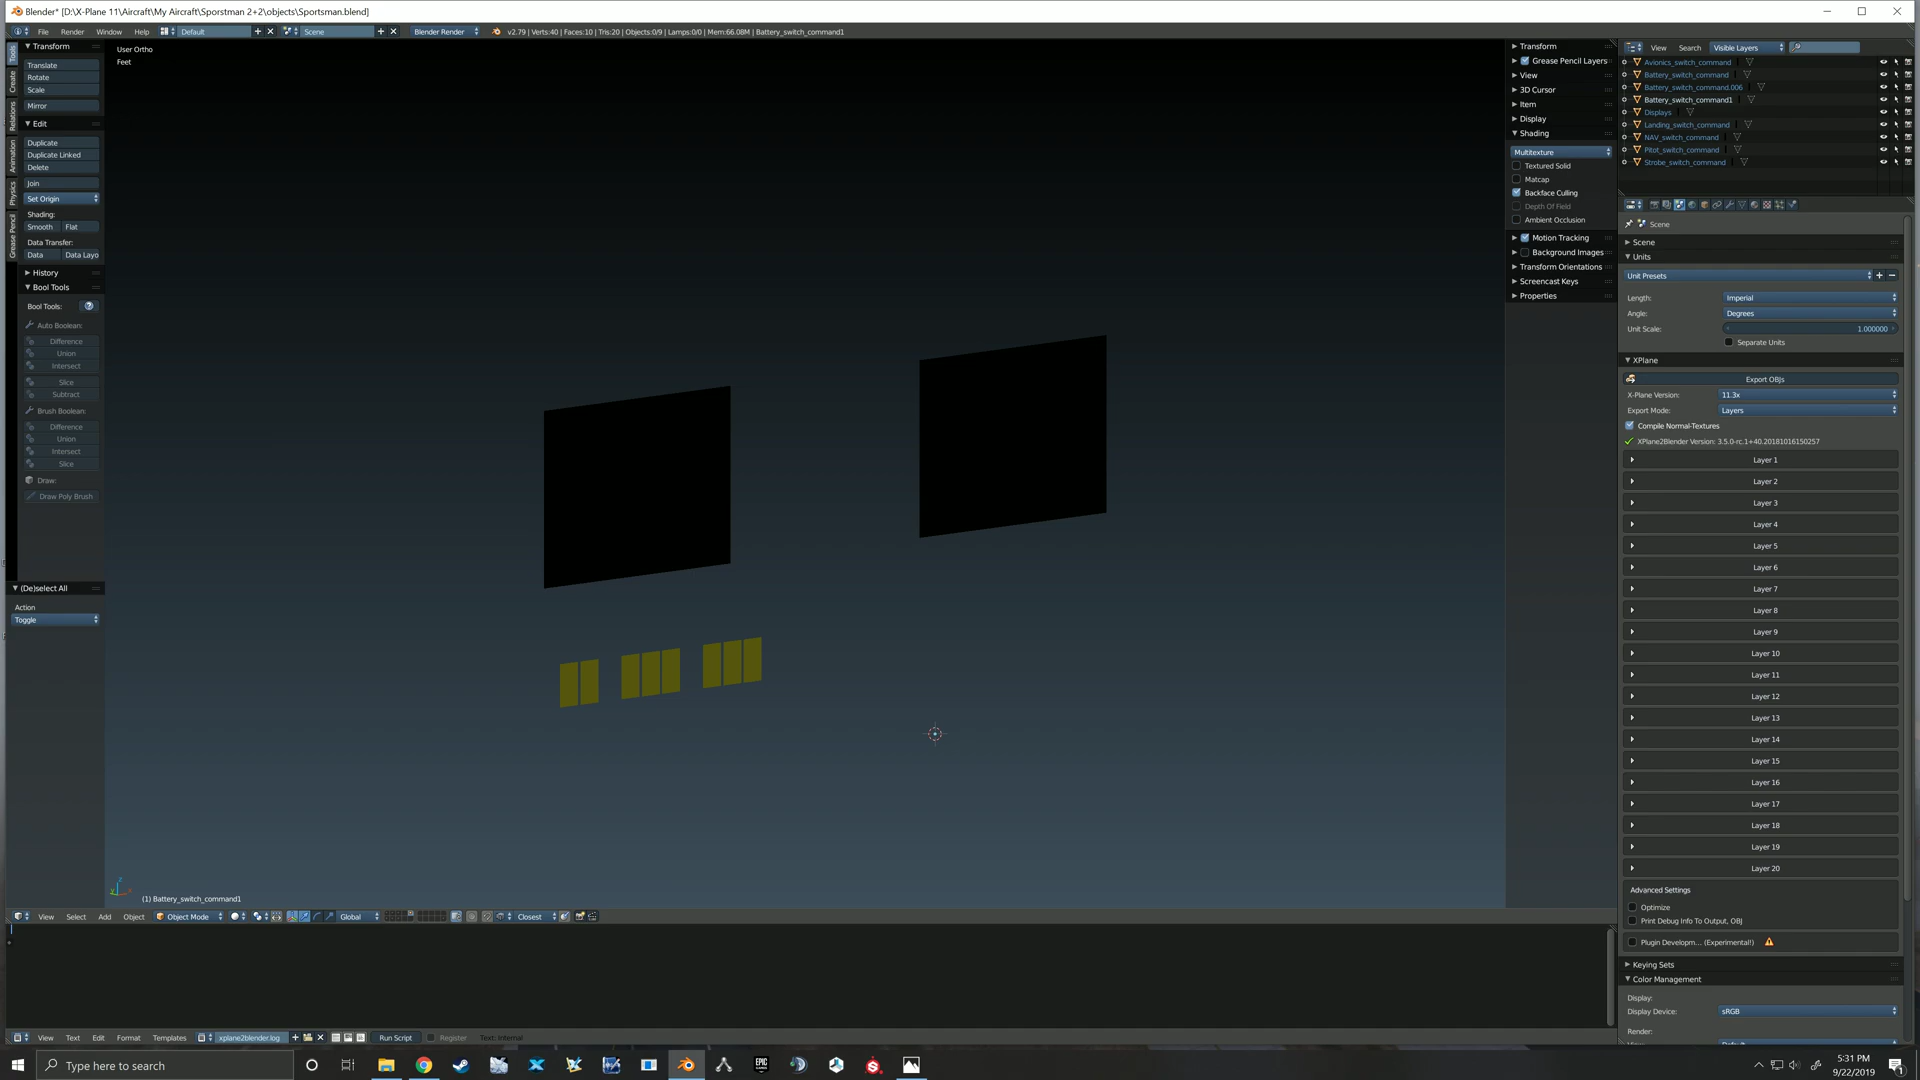 Blender* [D:\X-Plane 11\Aircraft\My Aircraft\Sporstman 2+2\objects\Sportsman.blend]
File Render Window Help Default Scene Blender Render v2.79 | Verts:40 | Faces:10 | Tris:20 | Objects:0/9 | Lamps:0/0 | Mem:66.08M | Battery_switch_command1
Tools
Create
Relations
Animation
Physics
Grease Pencil
Transform
Translate
Rotate
Scale
Mirror
Edit
Duplicate
Duplicate Linked
Delete
Join
Set Origin
Shading:
Smooth Flat
Data Transfer:
Data Data Layo
History
Bool Tools
Bool Tools:
Auto Boolean:
Difference
Union
Intersect
Slice
Subtract
Brush Boolean:
Difference
Union
Intersect
Slice
Draw:
Draw Poly Brush
(De)select All
Action
Toggle
User Ortho
Feet
(1) Battery_switch_command1
Transform
Grease Pencil Layers
View
3D Cursor
Item
Display
Shading
Multitexture
Textured Solid
Matcap
Backface Culling
Depth Of Field
Ambient Occlusion
Motion Tracking
Background Images
Transform Orientations
Screencast Keys
Properties
View Search Visible Layers
Avionics_switch_command
Battery_switch_command
Battery_switch_command.006
Battery_switch_command1
Displays
Landing_switch_command
NAV_switch_command
Pitot_switch_command
Strobe_switch_command
Scene
Scene
Units
Unit Presets
Length: Imperial
Angle: Degrees
Unit Scale: 1.000000
Separate Units
XPlane
Export OBJs
X-Plane Version: 11.3x
Export Mode: Layers
Compile Normal-Textures
XPlane2Blender Version: 3.5.0-rc.1+40.20181016150257
Layer 1
Layer 2
Layer 3
Layer 4
Layer 5
Layer 6
Layer 7
Layer 8
Layer 9
Layer 10
Layer 11
Layer 12
Layer 13
Layer 14
Layer 15
Layer 16
Layer 17
Layer 18
Layer 19
Layer 20
Advanced Settings
Optimize
Print Debug Info To Output, OBJ
Plugin Developm... (Experimental!)
Keying Sets
Color Management
Display:
Display Device: sRGB
Render:
View Select Add Object Object Mode Global Closest
View Text Edit Format Templates xplane2blender.log Run Script Register Text: Internal
Type here to search
5:31 PM
9/22/2019